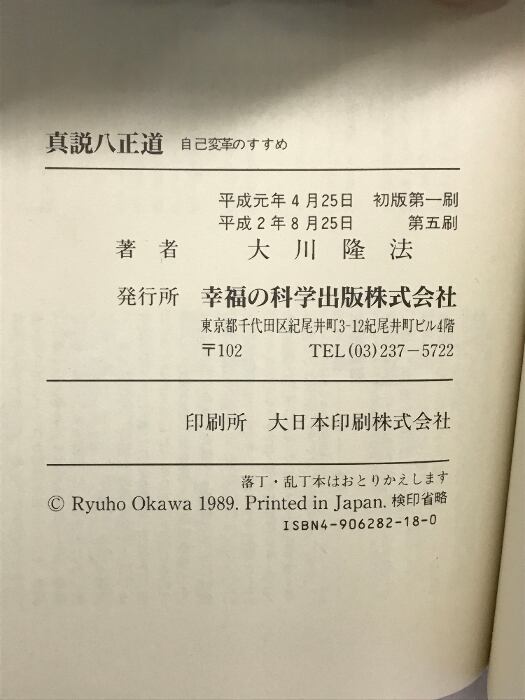 真説八正道 自己変革のすすめ
平成元年4月25日 初版第一刷
平成2年8月25日 第五刷
著者 大川隆法
発行所 幸福の科学出版株式会社
東京都千代田区紀尾井町3-12紀尾井町ビル4階
〒102 TEL(03)237-5722
印刷所 大日本印刷株式会社
落丁・乱丁本はおとりかえします
© Ryuho Okawa 1989. Printed in Japan. 検印省略
ISBN4-906282-18-0